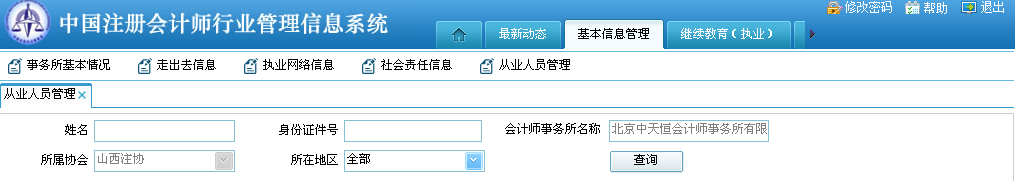 中国注册会计师行业管理信息系统
修改密码 帮助 退出
最新动态 基本信息管理 继续教育（执业）
事务所基本情况 走出去信息 执业网络信息 社会责任信息 从业人员管理
从业人员管理
姓名 身份证件号 会计师事务所名称 北京中天恒会计师事务所有限
所属协会 山西注协 所在地区 全部 查询